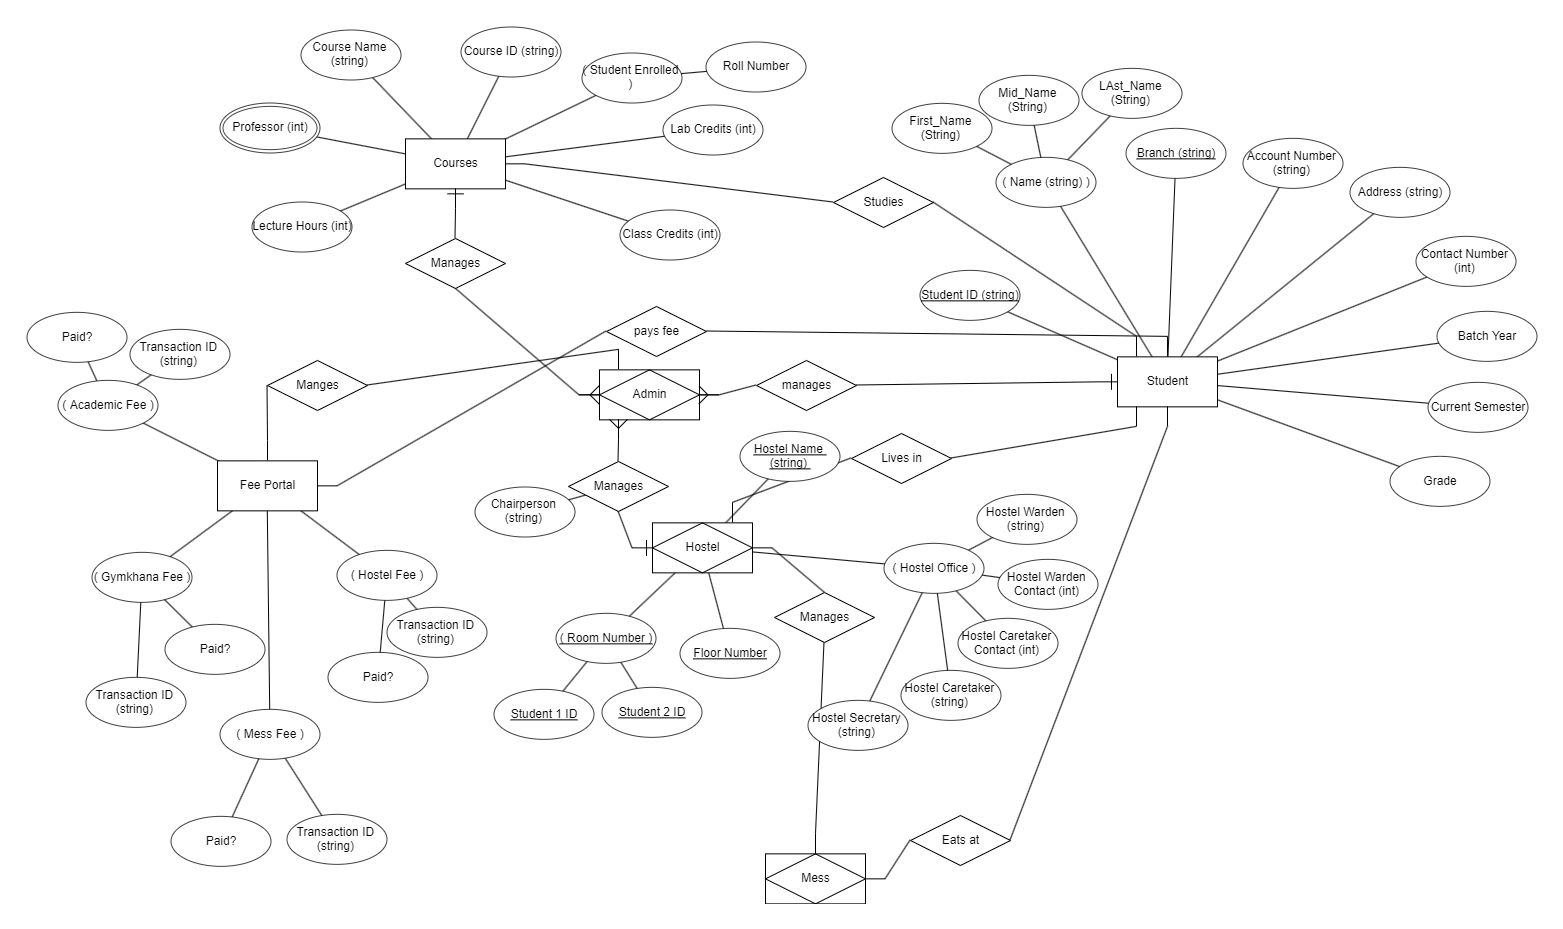 Course Name
(string)
Course ID (string)
( Student Enrolled
)
Roll Number
Professor (int)
Lab Credits (int)
Courses
Lecture Hours (int)
Class Credits (int)
Manages
Studies
First_Name
(String)
Mid_Name
(String)
LAst_Name
(String)
( Name (string) )
Branch (string)
Account Number
(string)
Address (string)
Contact Number
(int)
Student ID (string)
Batch Year
Student
Current Semester
Grade
pays fee
Paid?
Transaction ID
(string)
( Academic Fee )
Manges
Admin
manages
Fee Portal
Manages
Chairperson
(string)
Hostel Name
(string)
Lives in
Hostel
( Gymkhana Fee )
( Hostel Fee )
Transaction ID
(string)
Paid?
Paid?
Transaction ID
(string)
( Mess Fee )
Paid?
Transaction ID
(string)
( Room Number )
Floor Number
Student 1 ID
Student 2 ID
Manages
( Hostel Office )
Hostel Warden
(string)
Hostel Warden
Contact (int)
Hostel Caretaker
Contact (int)
Hostel Caretaker
(string)
Hostel Secretary
(string)
Eats at
Mess